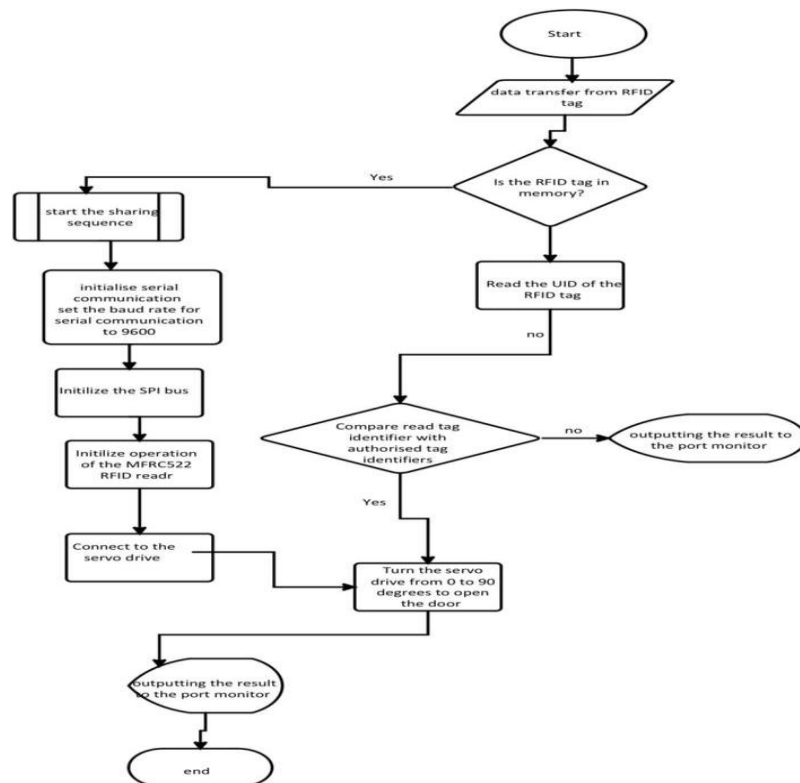 Start
data transfer from RFID
tag
Is the RFID tag in
memory?
Yes
start the sharing
sequence
initialise serial
communication
set the baud rate for
serial communication
to 9600
Read the UID of the
RFID tag
no
Initilize the SPI bus
Compare read tag
identifier with
authorised tag
identifiers
no
outputting the result to
the port monitor
Initilize operation
of the MFRC522
RFID readr
Yes
Connect to the
servo drive
Turn the servo
drive from 0 to 90
degrees to open
the door
outputting the result
to the port monitor
end